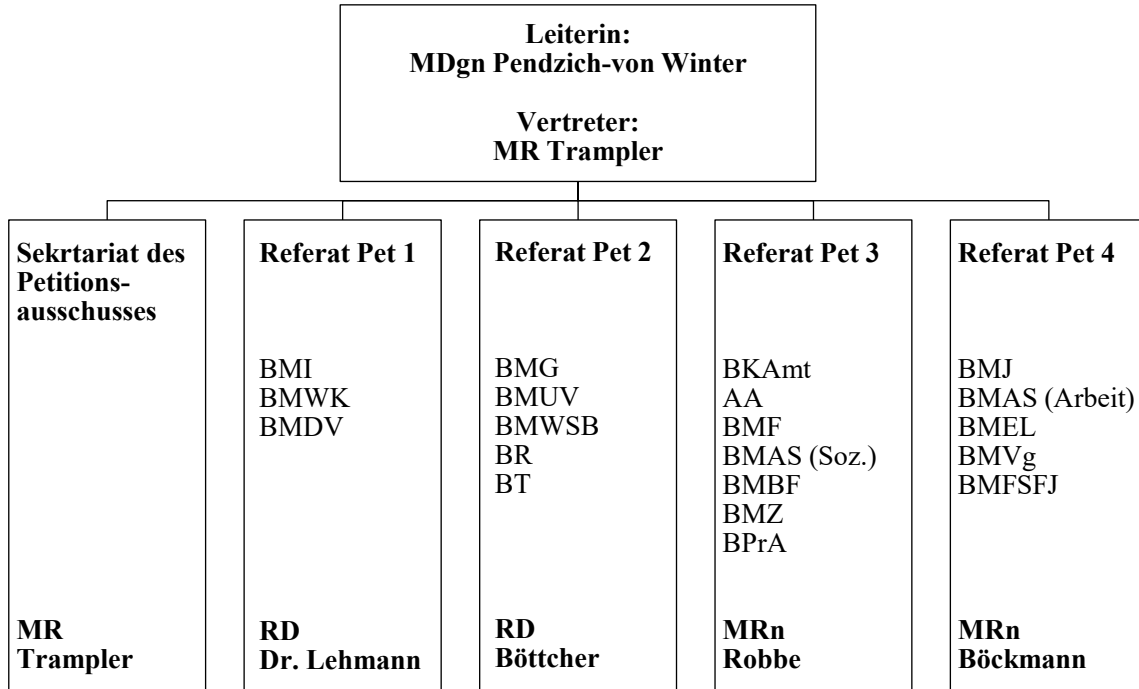 Leiterin:
MDgn Pendzich-von Winter
Vertreter:
MR Trampler
Sekrtariat des
Petitions-
ausschusses
MR
Trampler
Referat Pet 1
BMI
BMWK
BMDV
RD
Dr. Lehmann
Referat Pet 2
BMG
BMUV
BMWSB
BR
BT
RD
Böttcher
Referat Pet 3
BKAmt
AA
BMF
BMAS (Soz.)
BMBF
BMZ
BPrA
MRn
Robbe
Referat Pet 4
BMJ
BMAS (Arbeit)
BMEL
BMVg
BMFSFJ
MRn
Böckmann